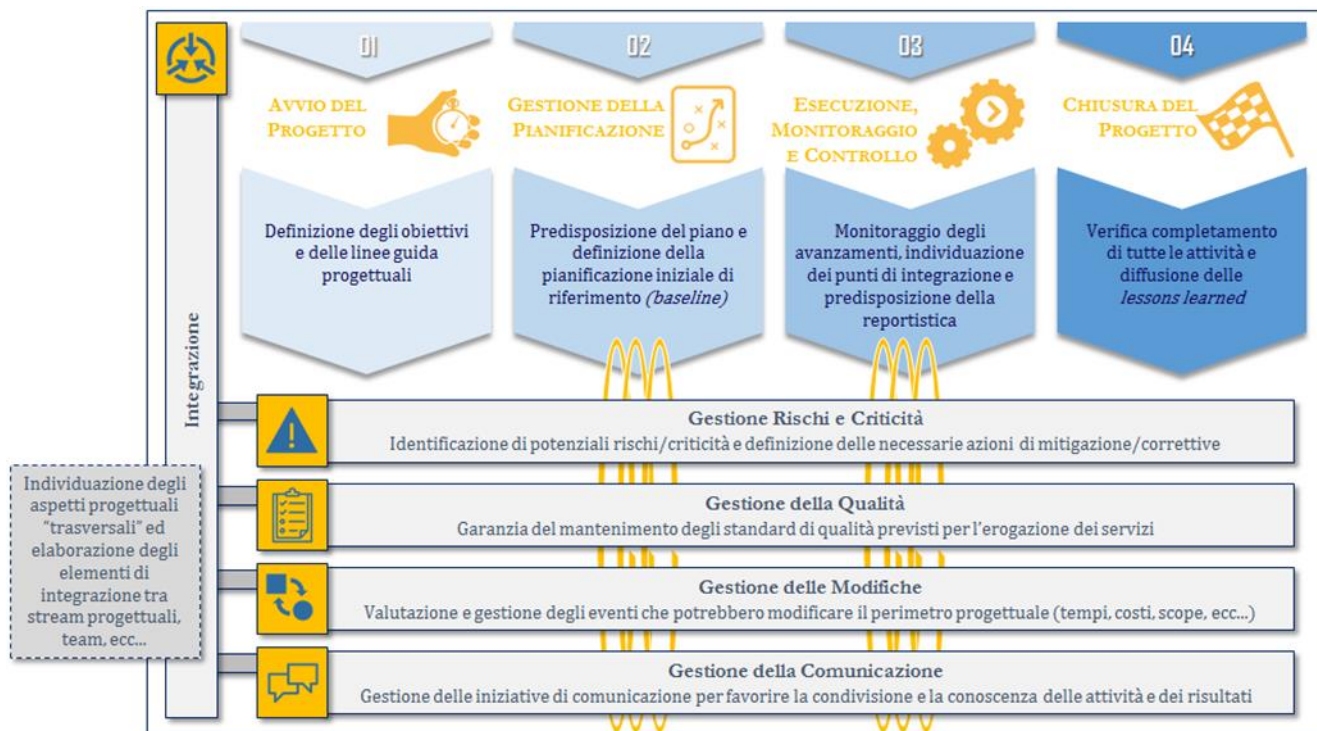 01
AVVIO DEL
PROGETTO
Definizione degli obiettivi
e delle linee guida
progettuali
02
GESTIONE DELLA
PIANIFICAZIONE
Predisposizione del piano e
definizione della
pianificazione iniziale di
riferimento (baseline)
03
ESECUZIONE,
MONITORAGGIO
E CONTROLLO
Monitoraggio degli
avanzamenti, individuazione
dei punti di integrazione e
predisposizione della
reportistica
04
CHIUSURA DEL
PROGETTO
Verifica completamento
di tutte le attività e
diffusione delle
lessons learned
Integrazione
Individuazione degli
aspetti progettuali
"trasversali" ed
elaborazione degli
elementi di
integrazione tra
stream progettuali,
team, ecc...
Gestione Rischi e Criticità
Identificazione di potenziali rischi/criticità e definizione delle necessarie azioni di mitigazione/correttive
Gestione della Qualità
Garanzia del mantenimento degli standard di qualità previsti per l'erogazione dei servizi
Gestione delle Modifiche
Valutazione e gestione degli eventi che potrebbero modificare il perimetro progettuale (tempi, costi, scope, ecc...)
Gestione della Comunicazione
Gestione delle iniziative di comunicazione per favorire la condivisione e la conoscenza delle attività e dei risultati